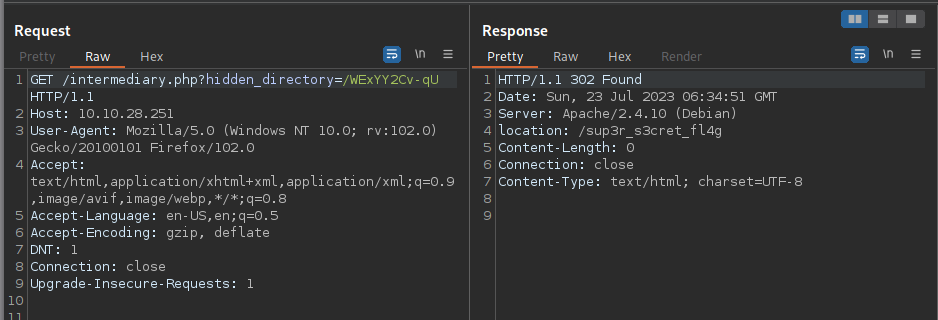 Request
Pretty Raw Hex \n
1 GET /intermediary.php?hidden_directory=/WExYY2Cv-qU
HTTP/1.1
2 Host: 10.10.28.251
3 User-Agent: Mozilla/5.0 (Windows NT 10.0; rv:102.0)
Gecko/20100101 Firefox/102.0
4 Accept:
text/html,application/xhtml+xml,application/xml;q=0.9
,image/avif,image/webp,*/*;q=0.8
5 Accept-Language: en-US,en;q=0.5
6 Accept-Encoding: gzip, deflate
7 DNT: 1
8 Connection: close
9 Upgrade-Insecure-Requests: 1
10
11
Response
Pretty Raw Hex Render \n
1 HTTP/1.1 302 Found
2 Date: Sun, 23 Jul 2023 06:34:51 GMT
3 Server: Apache/2.4.10 (Debian)
4 location: /sup3r_s3cret_fl4g
5 Content-Length: 0
6 Connection: close
7 Content-Type: text/html; charset=UTF-8
8
9